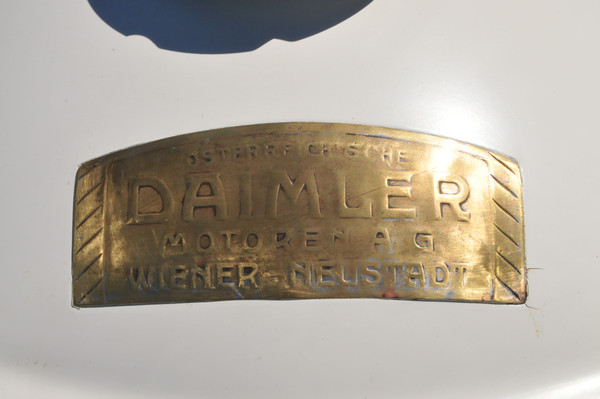 ÖSTERREICHISCHE
DAIMLER
MOTOREN A G
WIENER-NEUSTADT